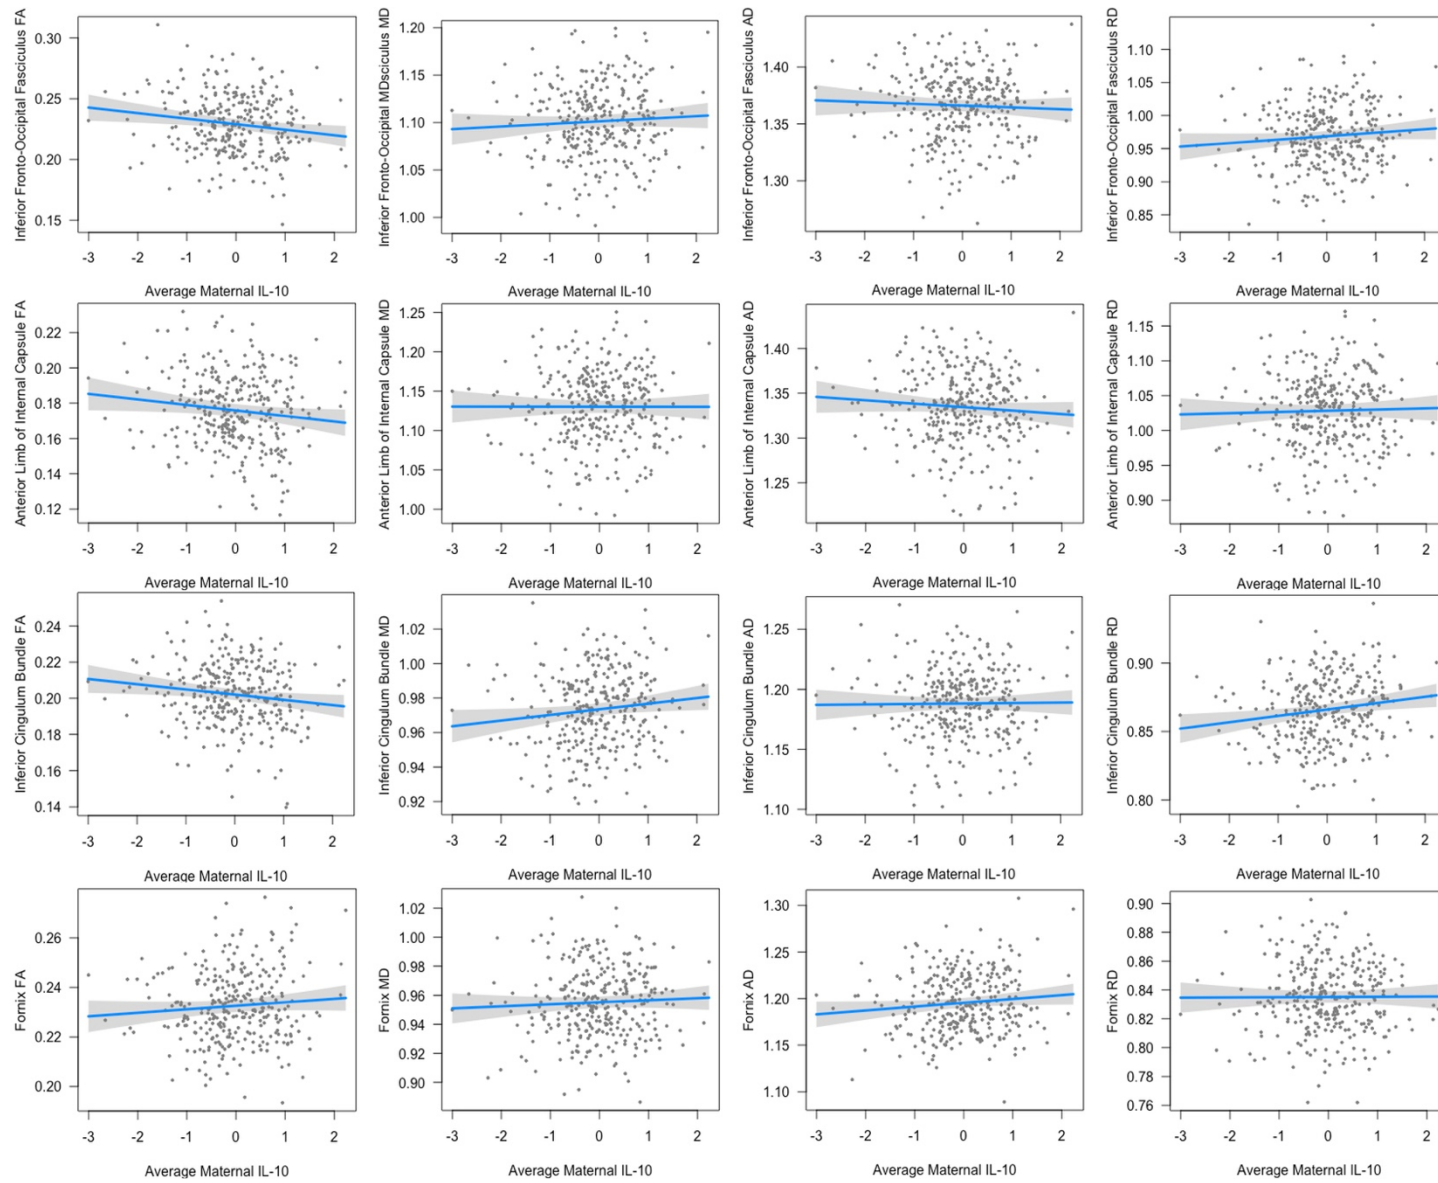 Inferior Fronto-Occipital Fasciculus FA
0.30
0.25
0.20
0.15
-3 -2 -1 0 1 2
Average Maternal IL-10
Inferior Fronto-Occipital MDsciculus MD
1.20
1.15
1.10
1.05
1.00
-3 -2 -1 0 1 2
Average Maternal IL-10
Inferior Fronto-Occipital Fasciculus AD
1.40
1.35
1.30
-3 -2 -1 0 1 2
Average Maternal IL-10
Inferior Fronto-Occipital Fasciculus RD
1.10
1.05
1.00
0.95
0.90
0.85
-3 -2 -1 0 1 2
Average Maternal IL-10
Anterior Limb of Internal Capsule FA
0.22
0.20
0.18
0.16
0.14
0.12
-3 -2 -1 0 1 2
Average Maternal IL-10
Anterior Limb of Internal Capsule MD
1.25
1.20
1.15
1.10
1.05
1.00
-3 -2 -1 0 1 2
Average Maternal IL-10
Anterior Limb of Internal Capsule AD
1.40
1.35
1.30
1.25
-3 -2 -1 0 1 2
Average Maternal IL-10
Anterior Limb of Internal Capsule RD
1.15
1.10
1.05
1.00
0.95
0.90
-3 -2 -1 0 1 2
Average Maternal IL-10
Inferior Cingulum Bundle FA
0.24
0.22
0.20
0.18
0.16
0.14
-3 -2 -1 0 1 2
Average Maternal IL-10
Inferior Cingulum Bundle MD
1.02
1.00
0.98
0.96
0.94
0.92
-3 -2 -1 0 1 2
Average Maternal IL-10
Inferior Cingulum Bundle AD
1.25
1.20
1.15
1.10
-3 -2 -1 0 1 2
Average Maternal IL-10
Inferior Cingulum Bundle RD
0.90
0.85
0.80
-3 -2 -1 0 1 2
Average Maternal IL-10
Fornix FA
0.26
0.24
0.22
0.20
-3 -2 -1 0 1 2
Average Maternal IL-10
Fornix MD
1.02
1.00
0.98
0.96
0.94
0.92
0.90
-3 -2 -1 0 1 2
Average Maternal IL-10
Fornix AD
1.30
1.25
1.20
1.15
1.10
-3 -2 -1 0 1 2
Average Maternal IL-10
Fornix RD
0.90
0.88
0.86
0.84
0.82
0.80
0.78
0.76
-3 -2 -1 0 1 2
Average Maternal IL-10